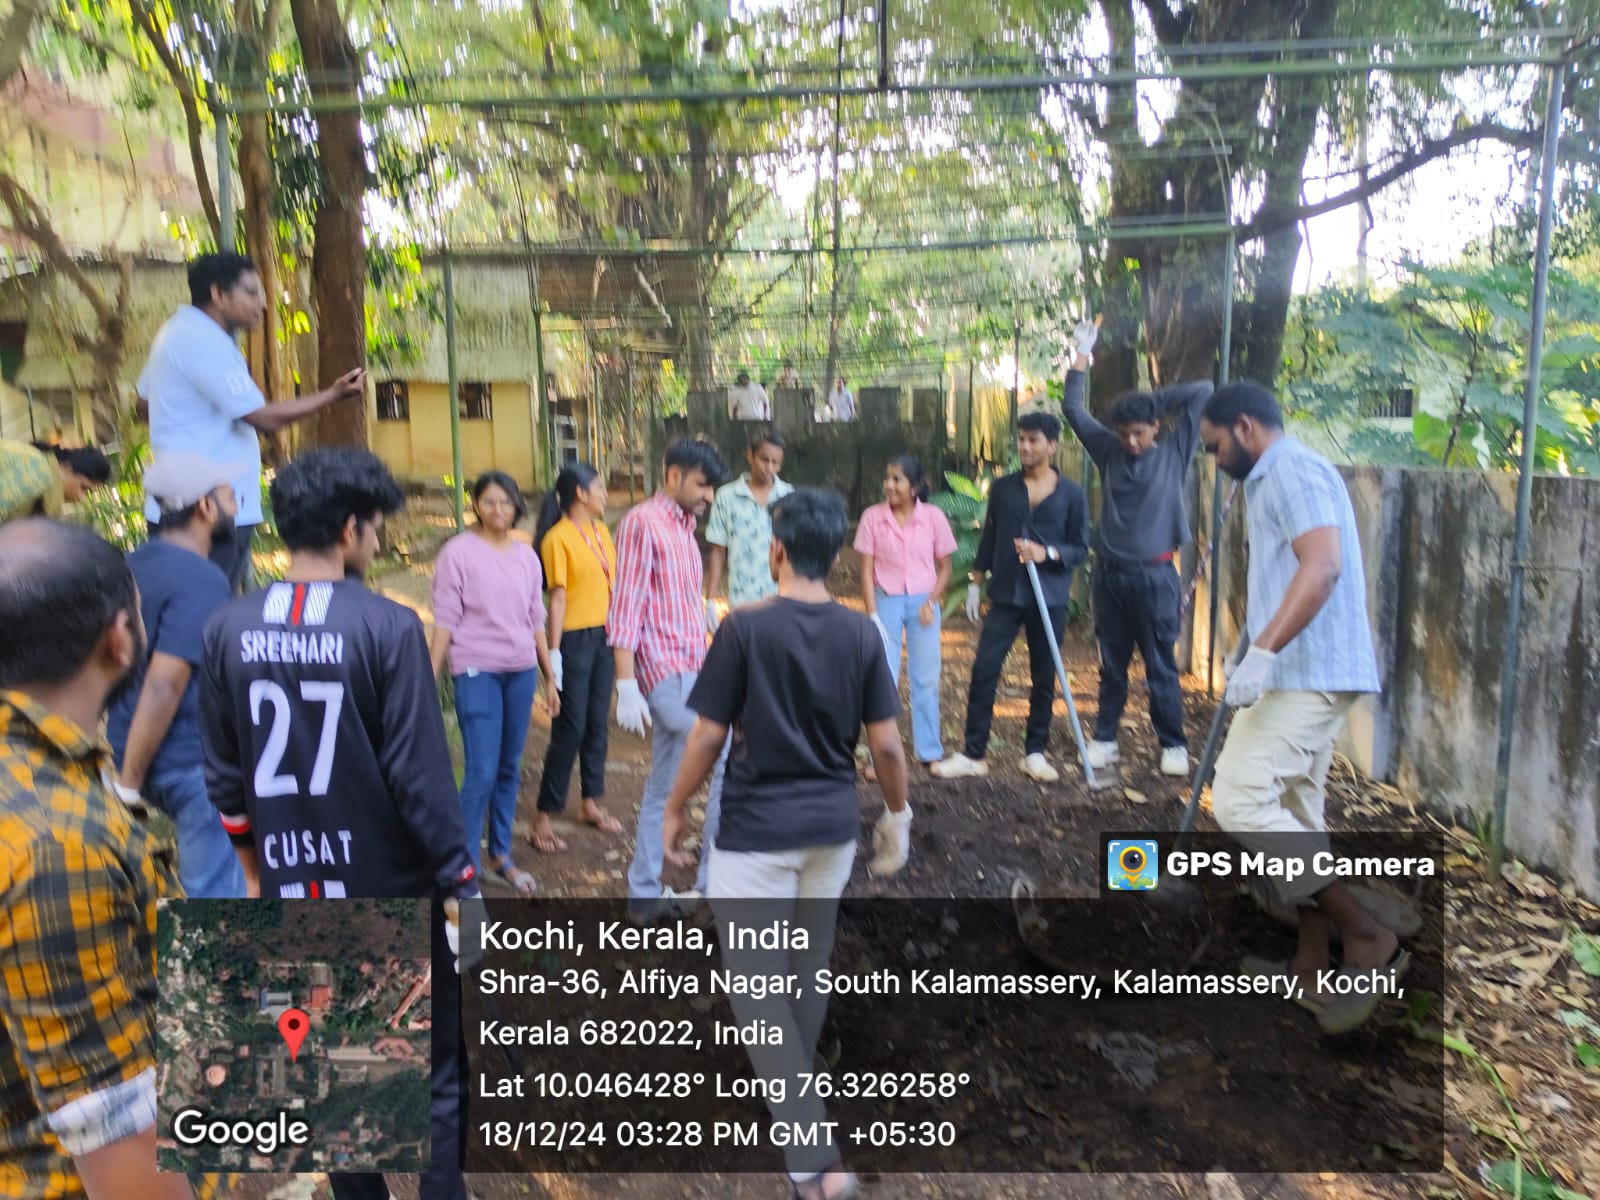 SREEHARI
27
CUSAT
GPS Map Camera
Kochi, Kerala, India
Shra-36, Alfiya Nagar, South Kalamassery, Kalamassery, Kochi,
Kerala 682022, India
Lat 10.046428° Long 76.326258°
18/12/24 03:28 PM GMT +05:30
Google